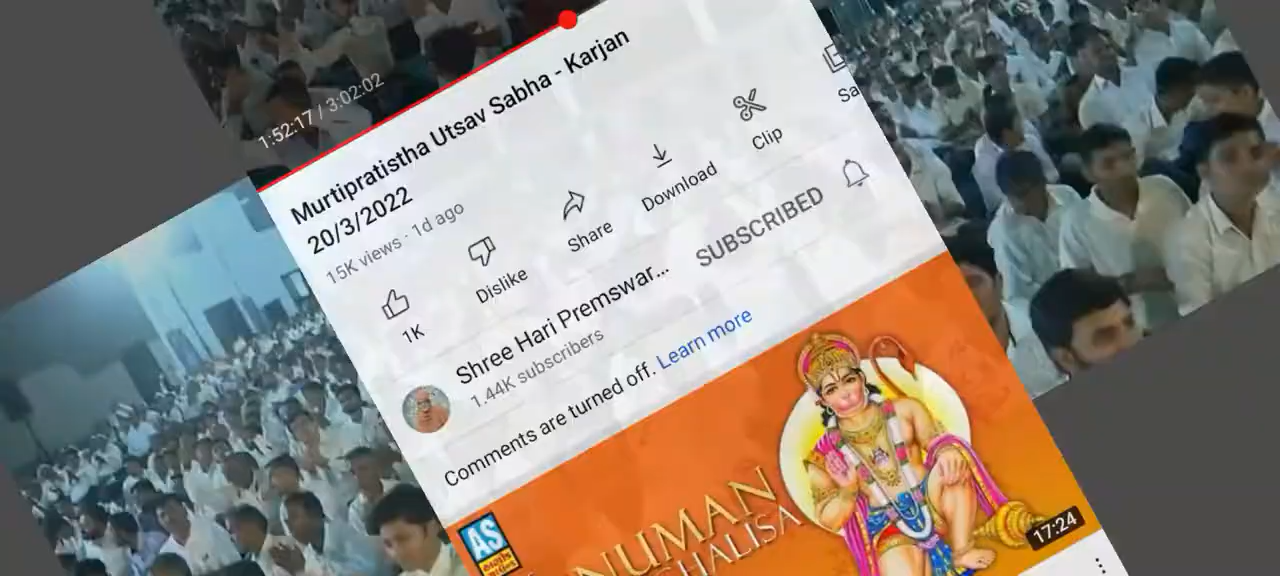 1:52:17 / 3:02:02
Murtipratistha Utsav Sabha - Karjan
20/3/2022
15K views · 1d ago
1K
Dislike
Share
Download
Clip
Sa
Shree Hari Premswar...
1.44K subscribers
SUBSCRIBED
Comments are turned off. Learn more
AS
NUMAN
CHALISA
17:24